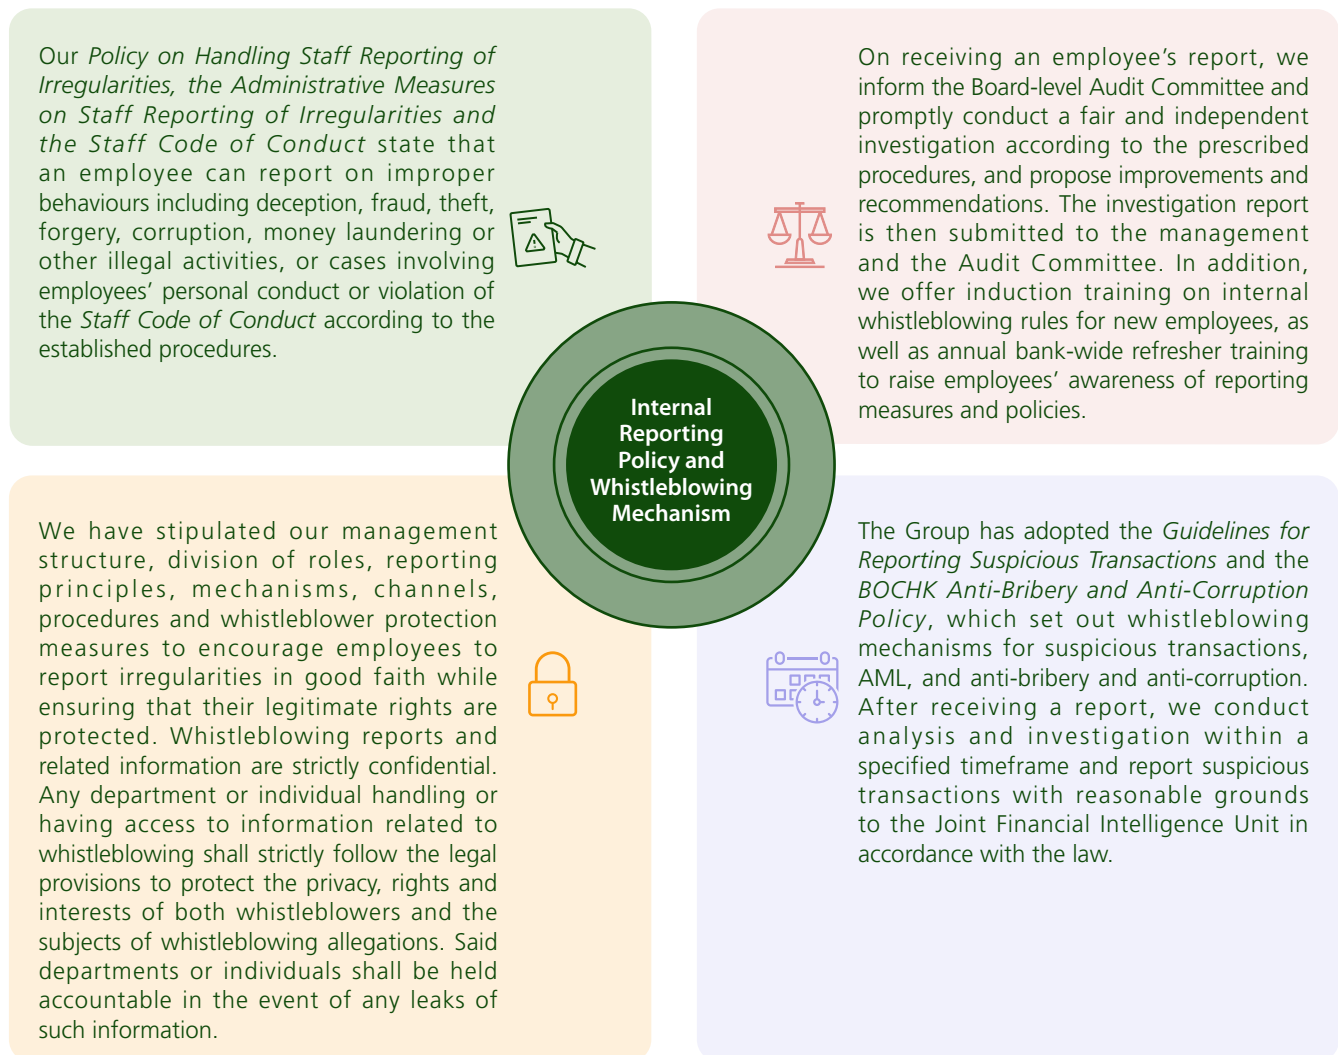 Our Policy on Handling Staff Reporting of
Irregularities, the Administrative Measures
on Staff Reporting of Irregularities and
the Staff Code of Conduct state that
an employee can report on improper
behaviours including deception, fraud, theft,
forgery, corruption, money laundering or
other illegal activities, or cases involving
employees’ personal conduct or violation of
the Staff Code of Conduct according to the
established procedures.
On receiving an employee’s report, we
inform the Board-level Audit Committee and
promptly conduct a fair and independent
investigation according to the prescribed
procedures, and propose improvements and
recommendations. The investigation report
is then submitted to the management
and the Audit Committee. In addition,
we offer induction training on internal
whistleblowing rules for new employees, as
well as annual bank-wide refresher training
to raise employees’ awareness of reporting
measures and policies.
Internal
Reporting
Policy and
Whistleblowing
Mechanism
We have stipulated our management
structure, division of roles, reporting
principles, mechanisms, channels,
procedures and whistleblower protection
measures to encourage employees to
report irregularities in good faith while
ensuring that their legitimate rights are
protected. Whistleblowing reports and
related information are strictly confidential.
Any department or individual handling or
having access to information related to
whistleblowing shall strictly follow the legal
provisions to protect the privacy, rights and
interests of both whistleblowers and the
subjects of whistleblowing allegations. Said
departments or individuals shall be held
accountable in the event of any leaks of
such information.
The Group has adopted the Guidelines for
Reporting Suspicious Transactions and the
BOCHK Anti-Bribery and Anti-Corruption
Policy, which set out whistleblowing
mechanisms for suspicious transactions,
AML, and anti-bribery and anti-corruption.
After receiving a report, we conduct
analysis and investigation within a
specified timeframe and report suspicious
transactions with reasonable grounds
to the Joint Financial Intelligence Unit in
accordance with the law.